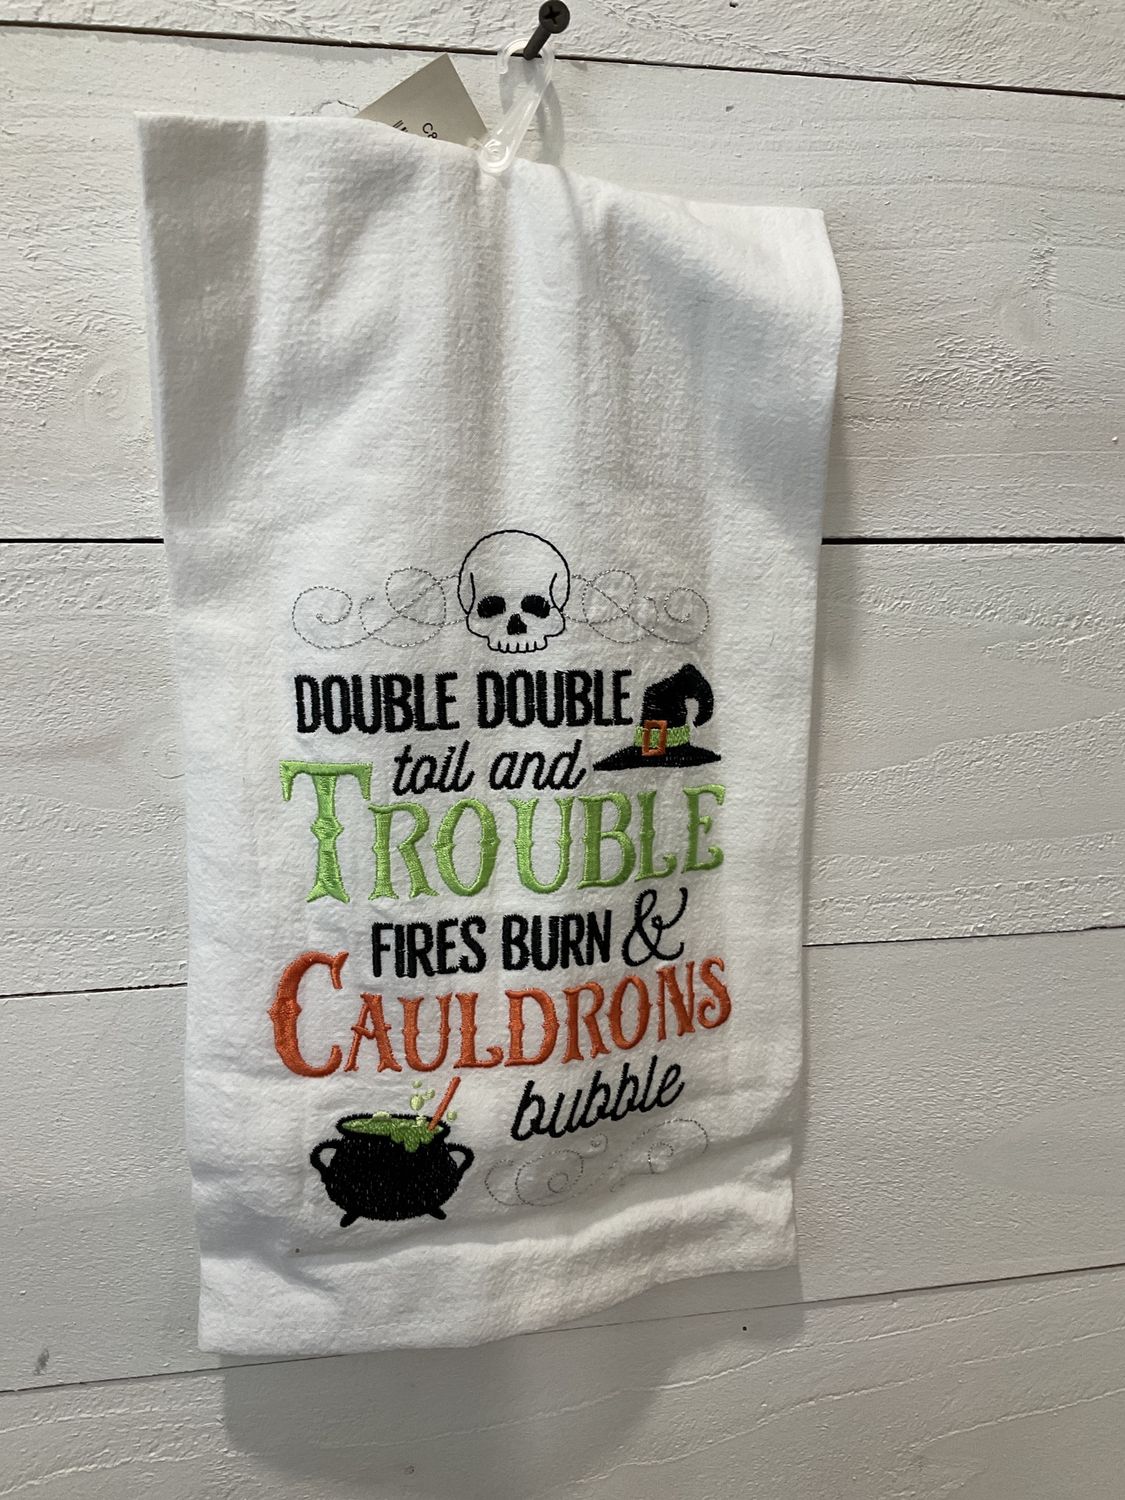 DOUBLE DOUBLE
toil and
TROUBLE
FIRES BURN &
CAULDRONS
bubble